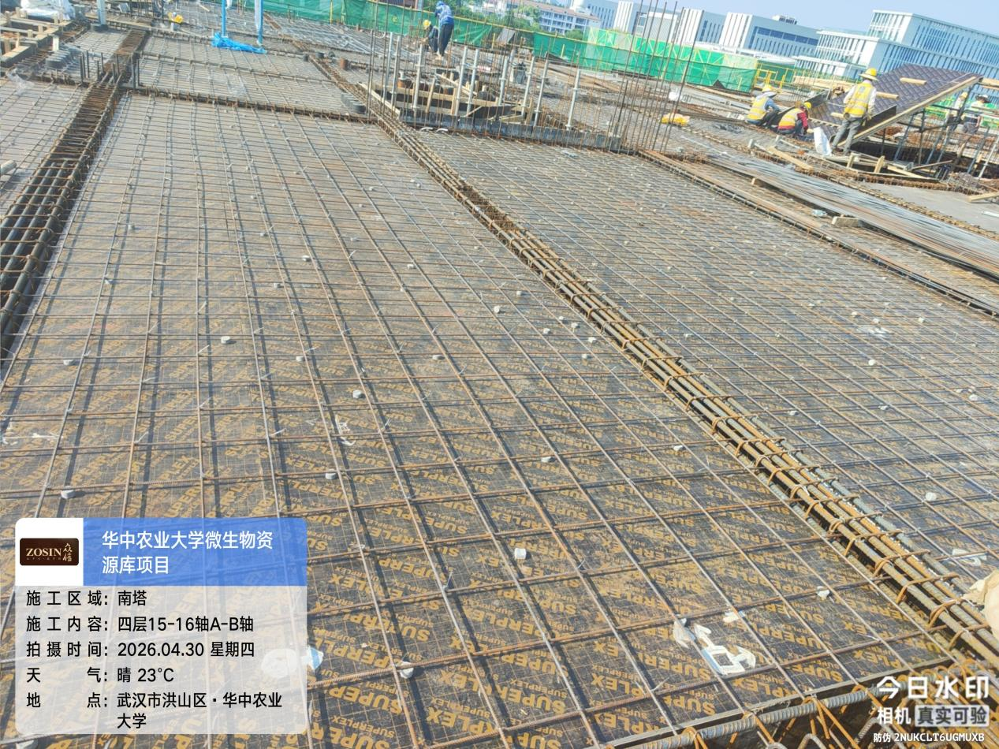 ZOSIN 众信
华中农业大学微生物资
源库项目
施工区域：南塔
施工内容：四层15-16轴A-B轴
拍摄时间：2026.04.30 星期四
天气：晴 23℃
地点：武汉市洪山区·华中农业
大学
SUPERPLEX
SUPERPLEX
SUPERPLEX
今日水印
相机 真实可验
防伪 2NUKCLT6UGMUXB